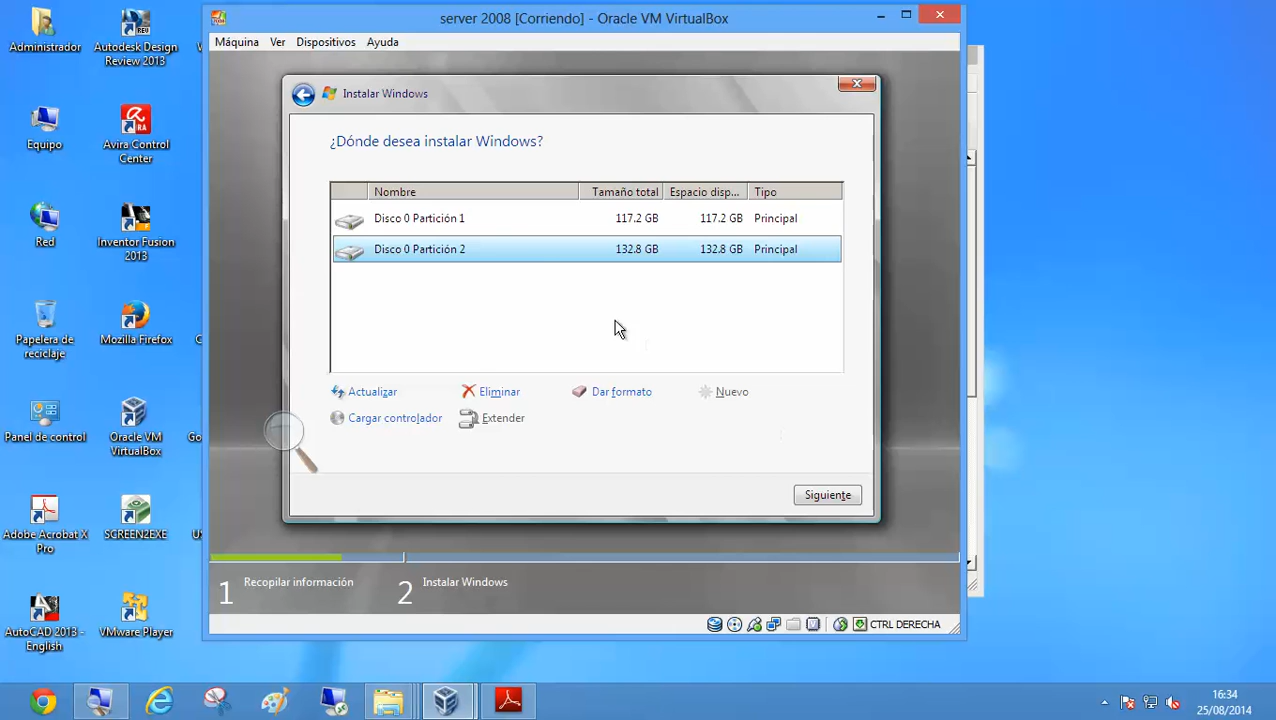 server 2008 [Corriendo] - Oracle VM VirtualBox
Máquina Ver Dispositivos Ayuda
Instalar Windows
¿Dónde desea instalar Windows?
Nombre Tamaño total Espacio disp... Tipo
Disco 0 Partición 1 117.2 GB 117.2 GB Principal
Disco 0 Partición 2 132.8 GB 132.8 GB Principal
Actualizar Eliminar Dar formato Nuevo
Cargar controlador Extender
Siguiente
1 Recopilar información 2 Instalar Windows
CTRL DERECHA
Administrador
Autodesk Design
Review 2013
Equipo
Avira Control
Center
Red
Inventor Fusion
2013
Papelera de
reciclaje
Mozilla Firefox
Panel de control
Oracle VM
VirtualBox
Adobe Acrobat X
Pro
SCREEN2EXE
AutoCAD 2013 -
English
VMware Player
16:34
25/08/2014